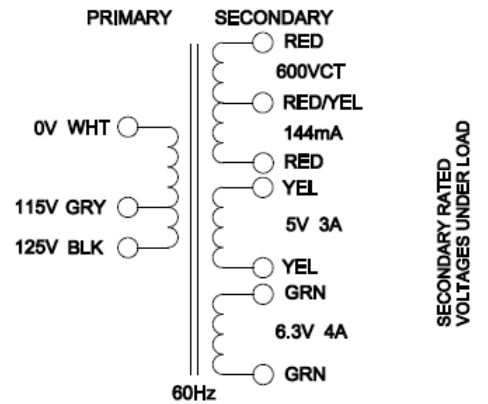 PRIMARY
SECONDARY
RED
600VCT
RED/YEL
144mA
RED
0V WHT
115V GRY
125V BLK
YEL
5V 3A
YEL
GRN
6.3V 4A
GRN
60Hz
SECONDARY RATED
VOLTAGES UNDER LOAD